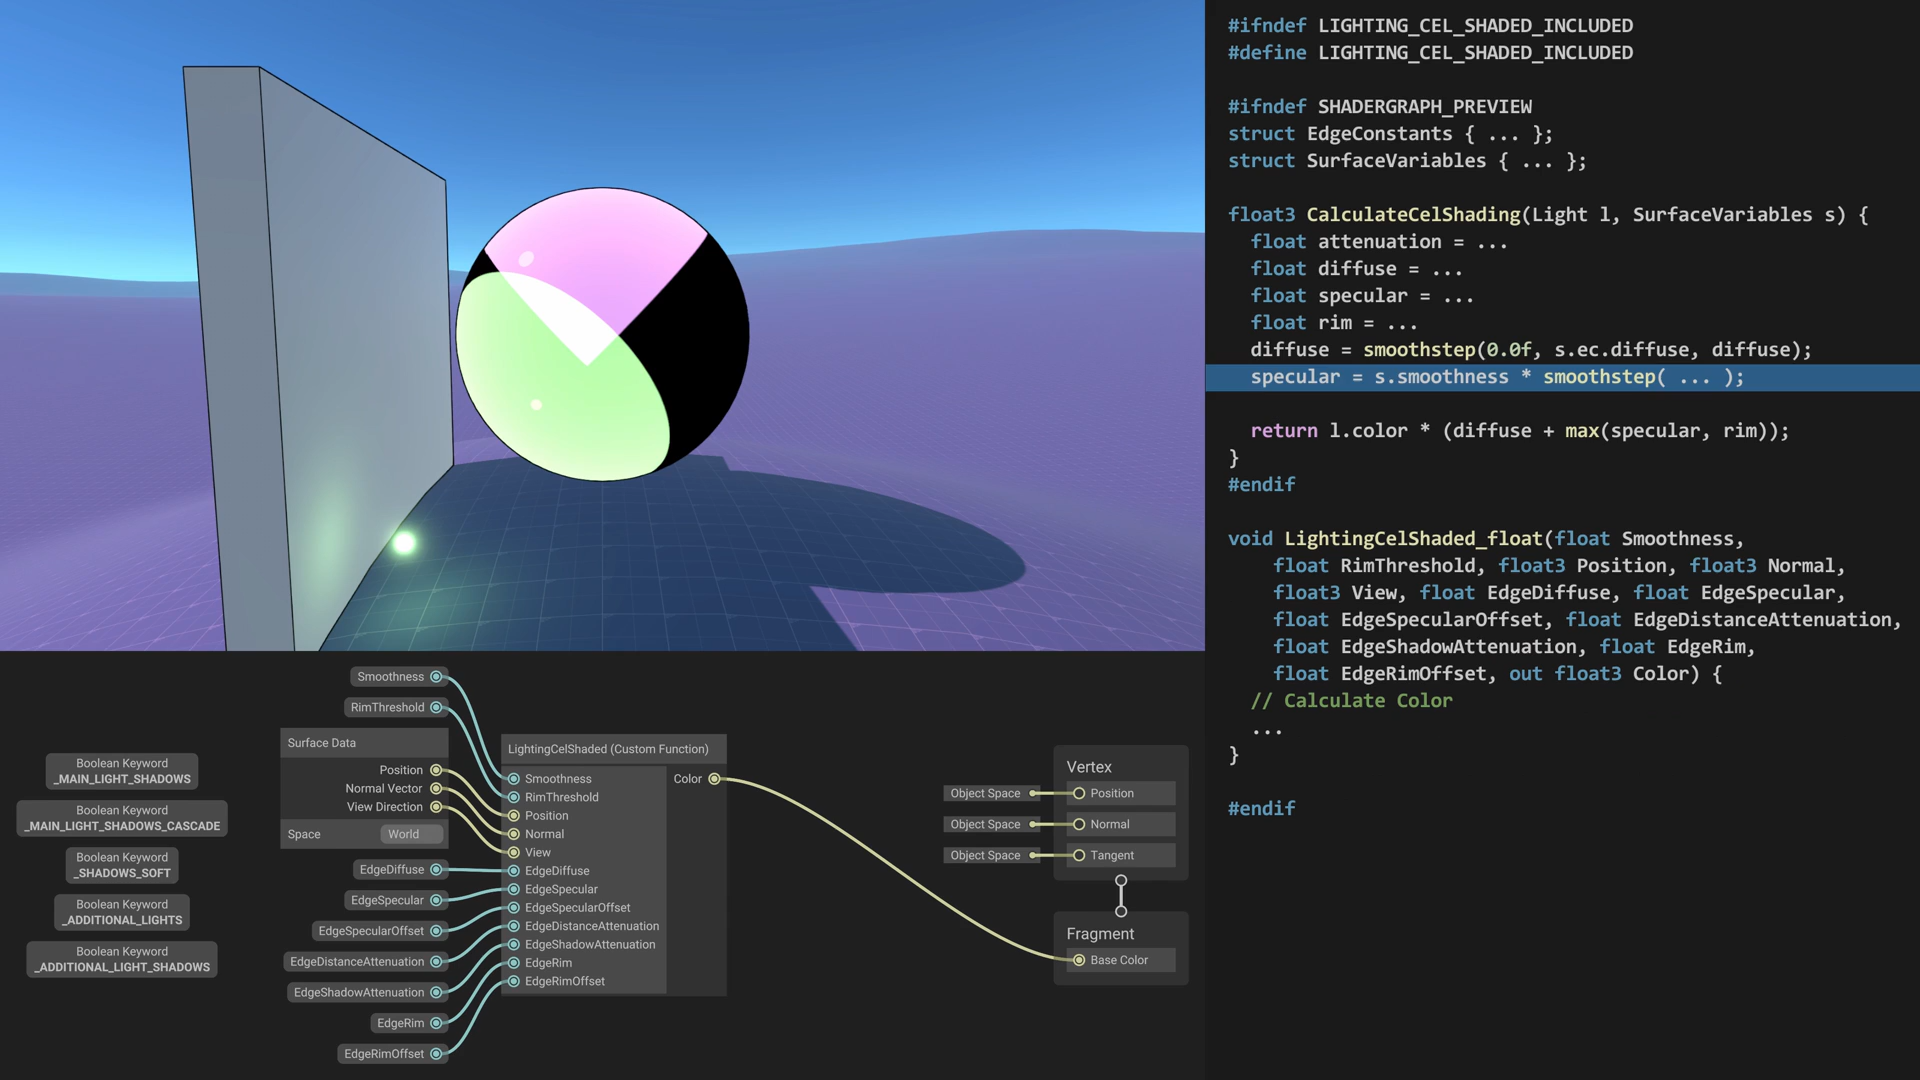 #ifndef LIGHTING_CEL_SHADED_INCLUDED
#define LIGHTING_CEL_SHADED_INCLUDED
#ifndef SHADERGRAPH_PREVIEW
struct EdgeConstants { ... };
struct SurfaceVariables { ... };
float3 CalculateCelShading(Light l, SurfaceVariables s) {
float attenuation = ...
float diffuse = ...
float specular = ...
float rim = ...
diffuse = smoothstep(0.0f, s.ec.diffuse, diffuse);
specular = s.smoothness * smoothstep( ... );
return l.color * (diffuse + max(specular, rim));
}
#endif
void LightingCelShaded_float(float Smoothness,
float RimThreshold, float3 Position, float3 Normal,
float3 View, float EdgeDiffuse, float EdgeSpecular,
float EdgeSpecularOffset, float EdgeDistanceAttenuation,
float EdgeShadowAttenuation, float EdgeRim,
float EdgeRimOffset, out float3 Color) {
// Calculate Color
...
}
#endif
Boolean Keyword
_MAIN_LIGHT_SHADOWS
Boolean Keyword
_MAIN_LIGHT_SHADOWS_CASCADE
Boolean Keyword
_SHADOWS_SOFT
Boolean Keyword
_ADDITIONAL_LIGHTS
Boolean Keyword
_ADDITIONAL_LIGHT_SHADOWS
Smoothness
RimThreshold
Surface Data
Position
Normal Vector
View Direction
Space World
EdgeDiffuse
EdgeSpecular
EdgeSpecularOffset
EdgeDistanceAttenuation
EdgeShadowAttenuation
EdgeRim
EdgeRimOffset
LightingCelShaded (Custom Function)
Smoothness Color
RimThreshold
Position
Normal
View
EdgeDiffuse
EdgeSpecular
EdgeSpecularOffset
EdgeDistanceAttenuation
EdgeShadowAttenuation
EdgeRim
EdgeRimOffset
Vertex
Object Space Position
Object Space Normal
Object Space Tangent
Fragment
Base Color